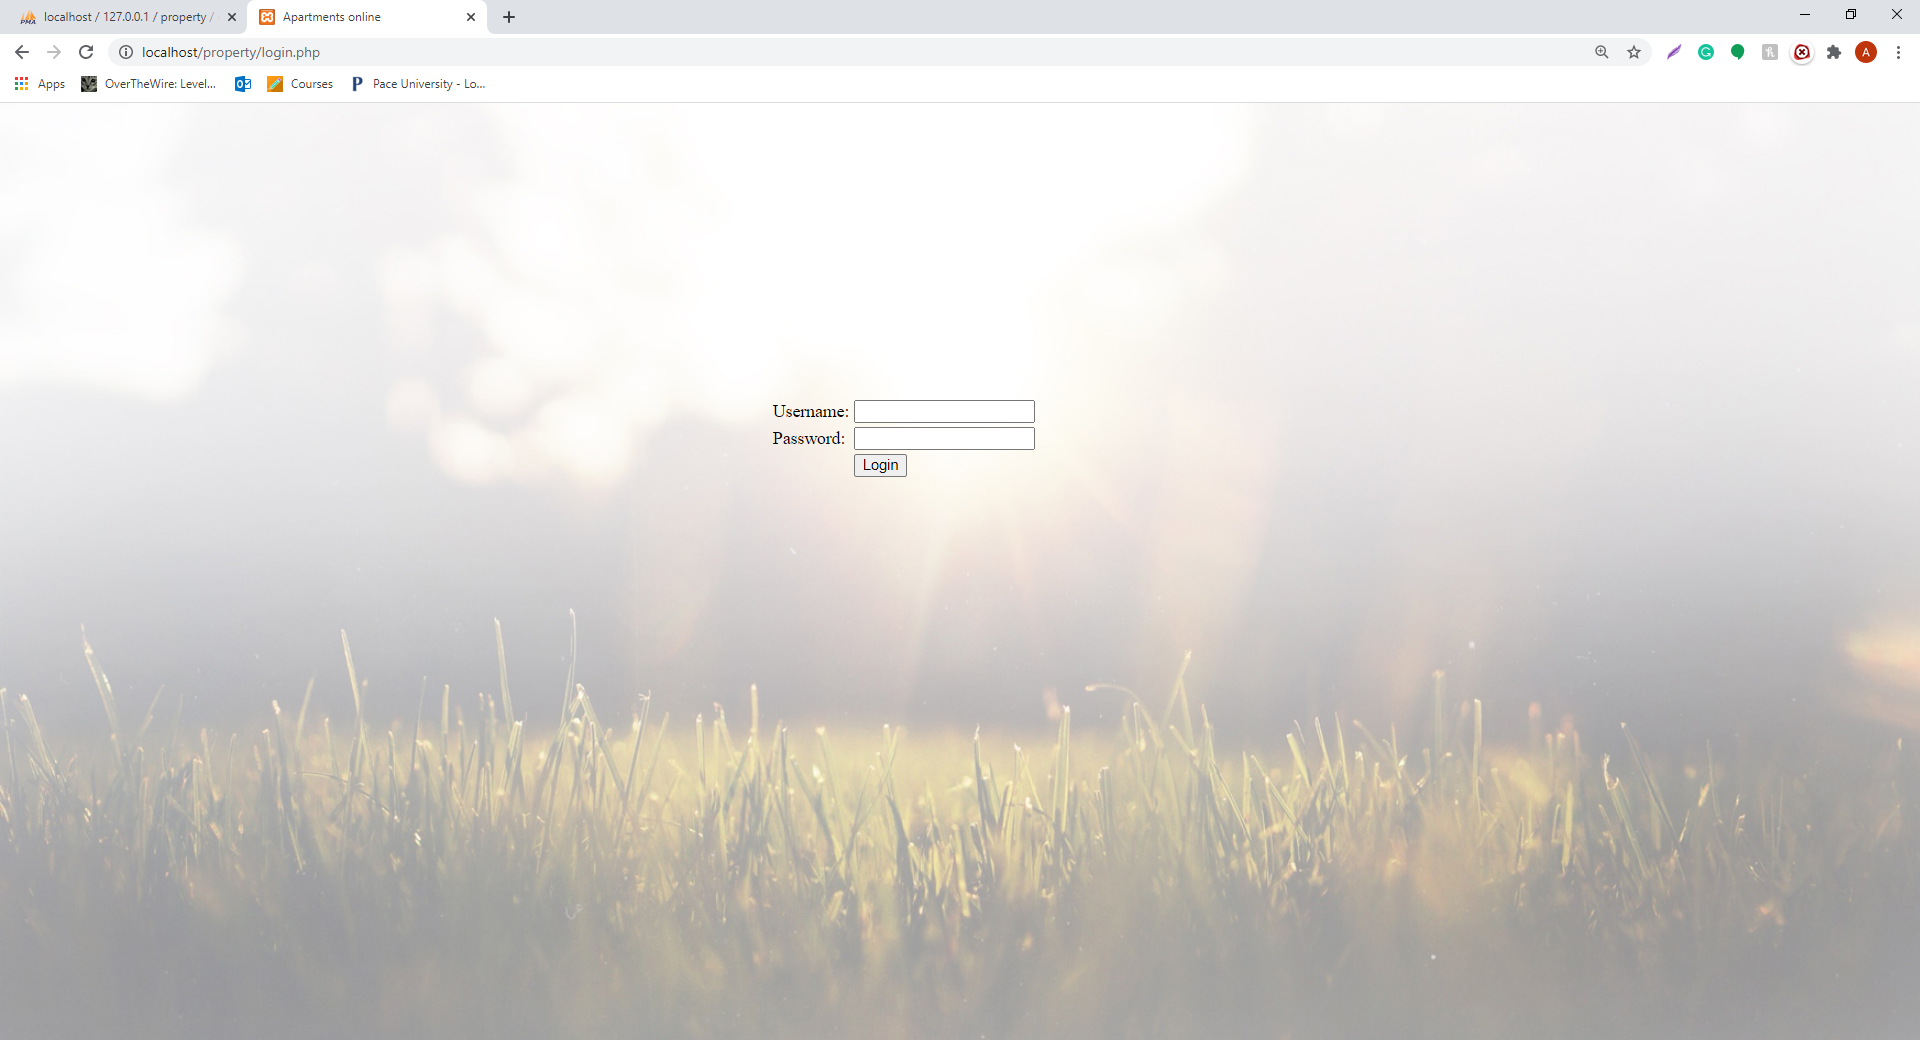 localhost / 127.0.0.1 / property /
Apartments online
localhost/property/login.php
A
Apps
OverTheWire: Level...
Courses
Pace University - Lo...
Username:
Password:
Login